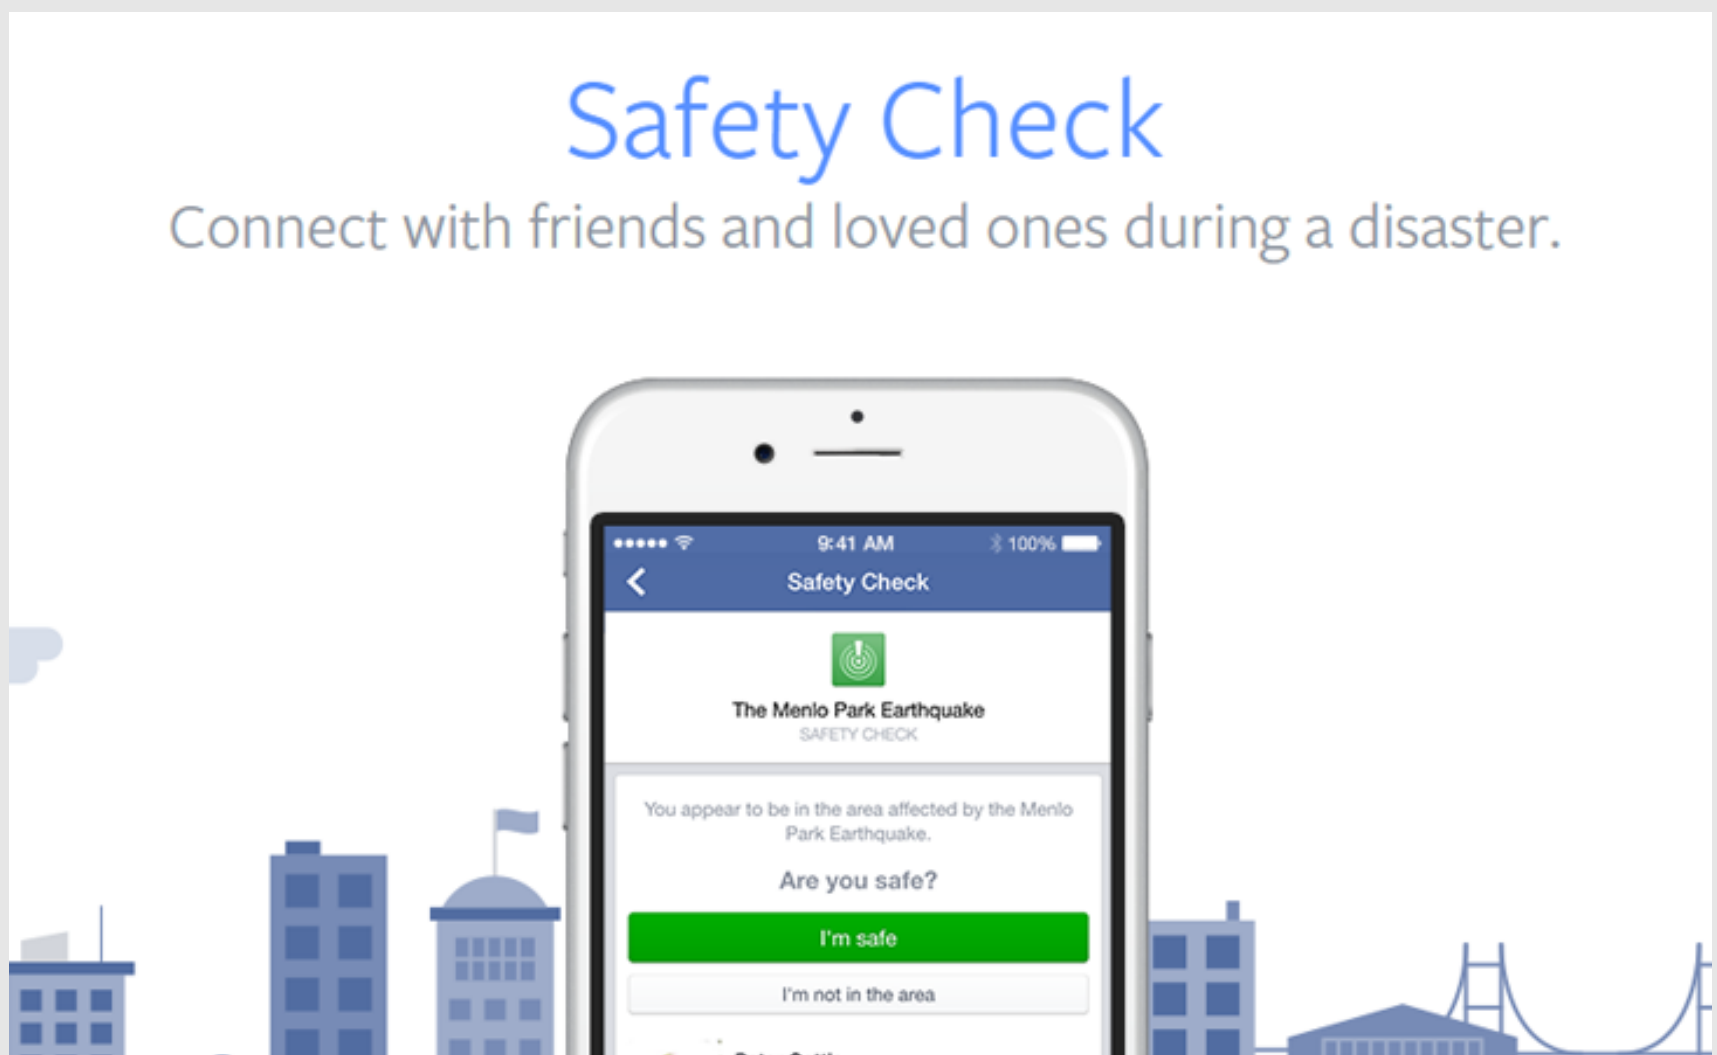 Safety Check
Connect with friends and loved ones during a disaster.
9:41 AM
100%
Safety Check
The Menlo Park Earthquake
SAFETY CHECK
You appear to be in the area affected by the Menlo
Park Earthquake.
Are you safe?
I'm safe
I'm not in the area